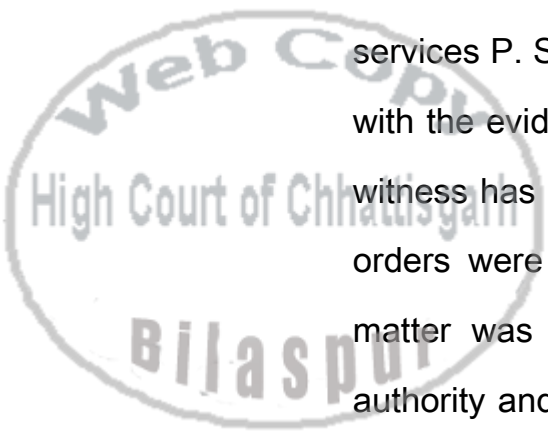 Web Copy
High Court of Chhattisgarh
Bilaspur
services P. S
with the evid
witness has
orders were
matter was
authority and